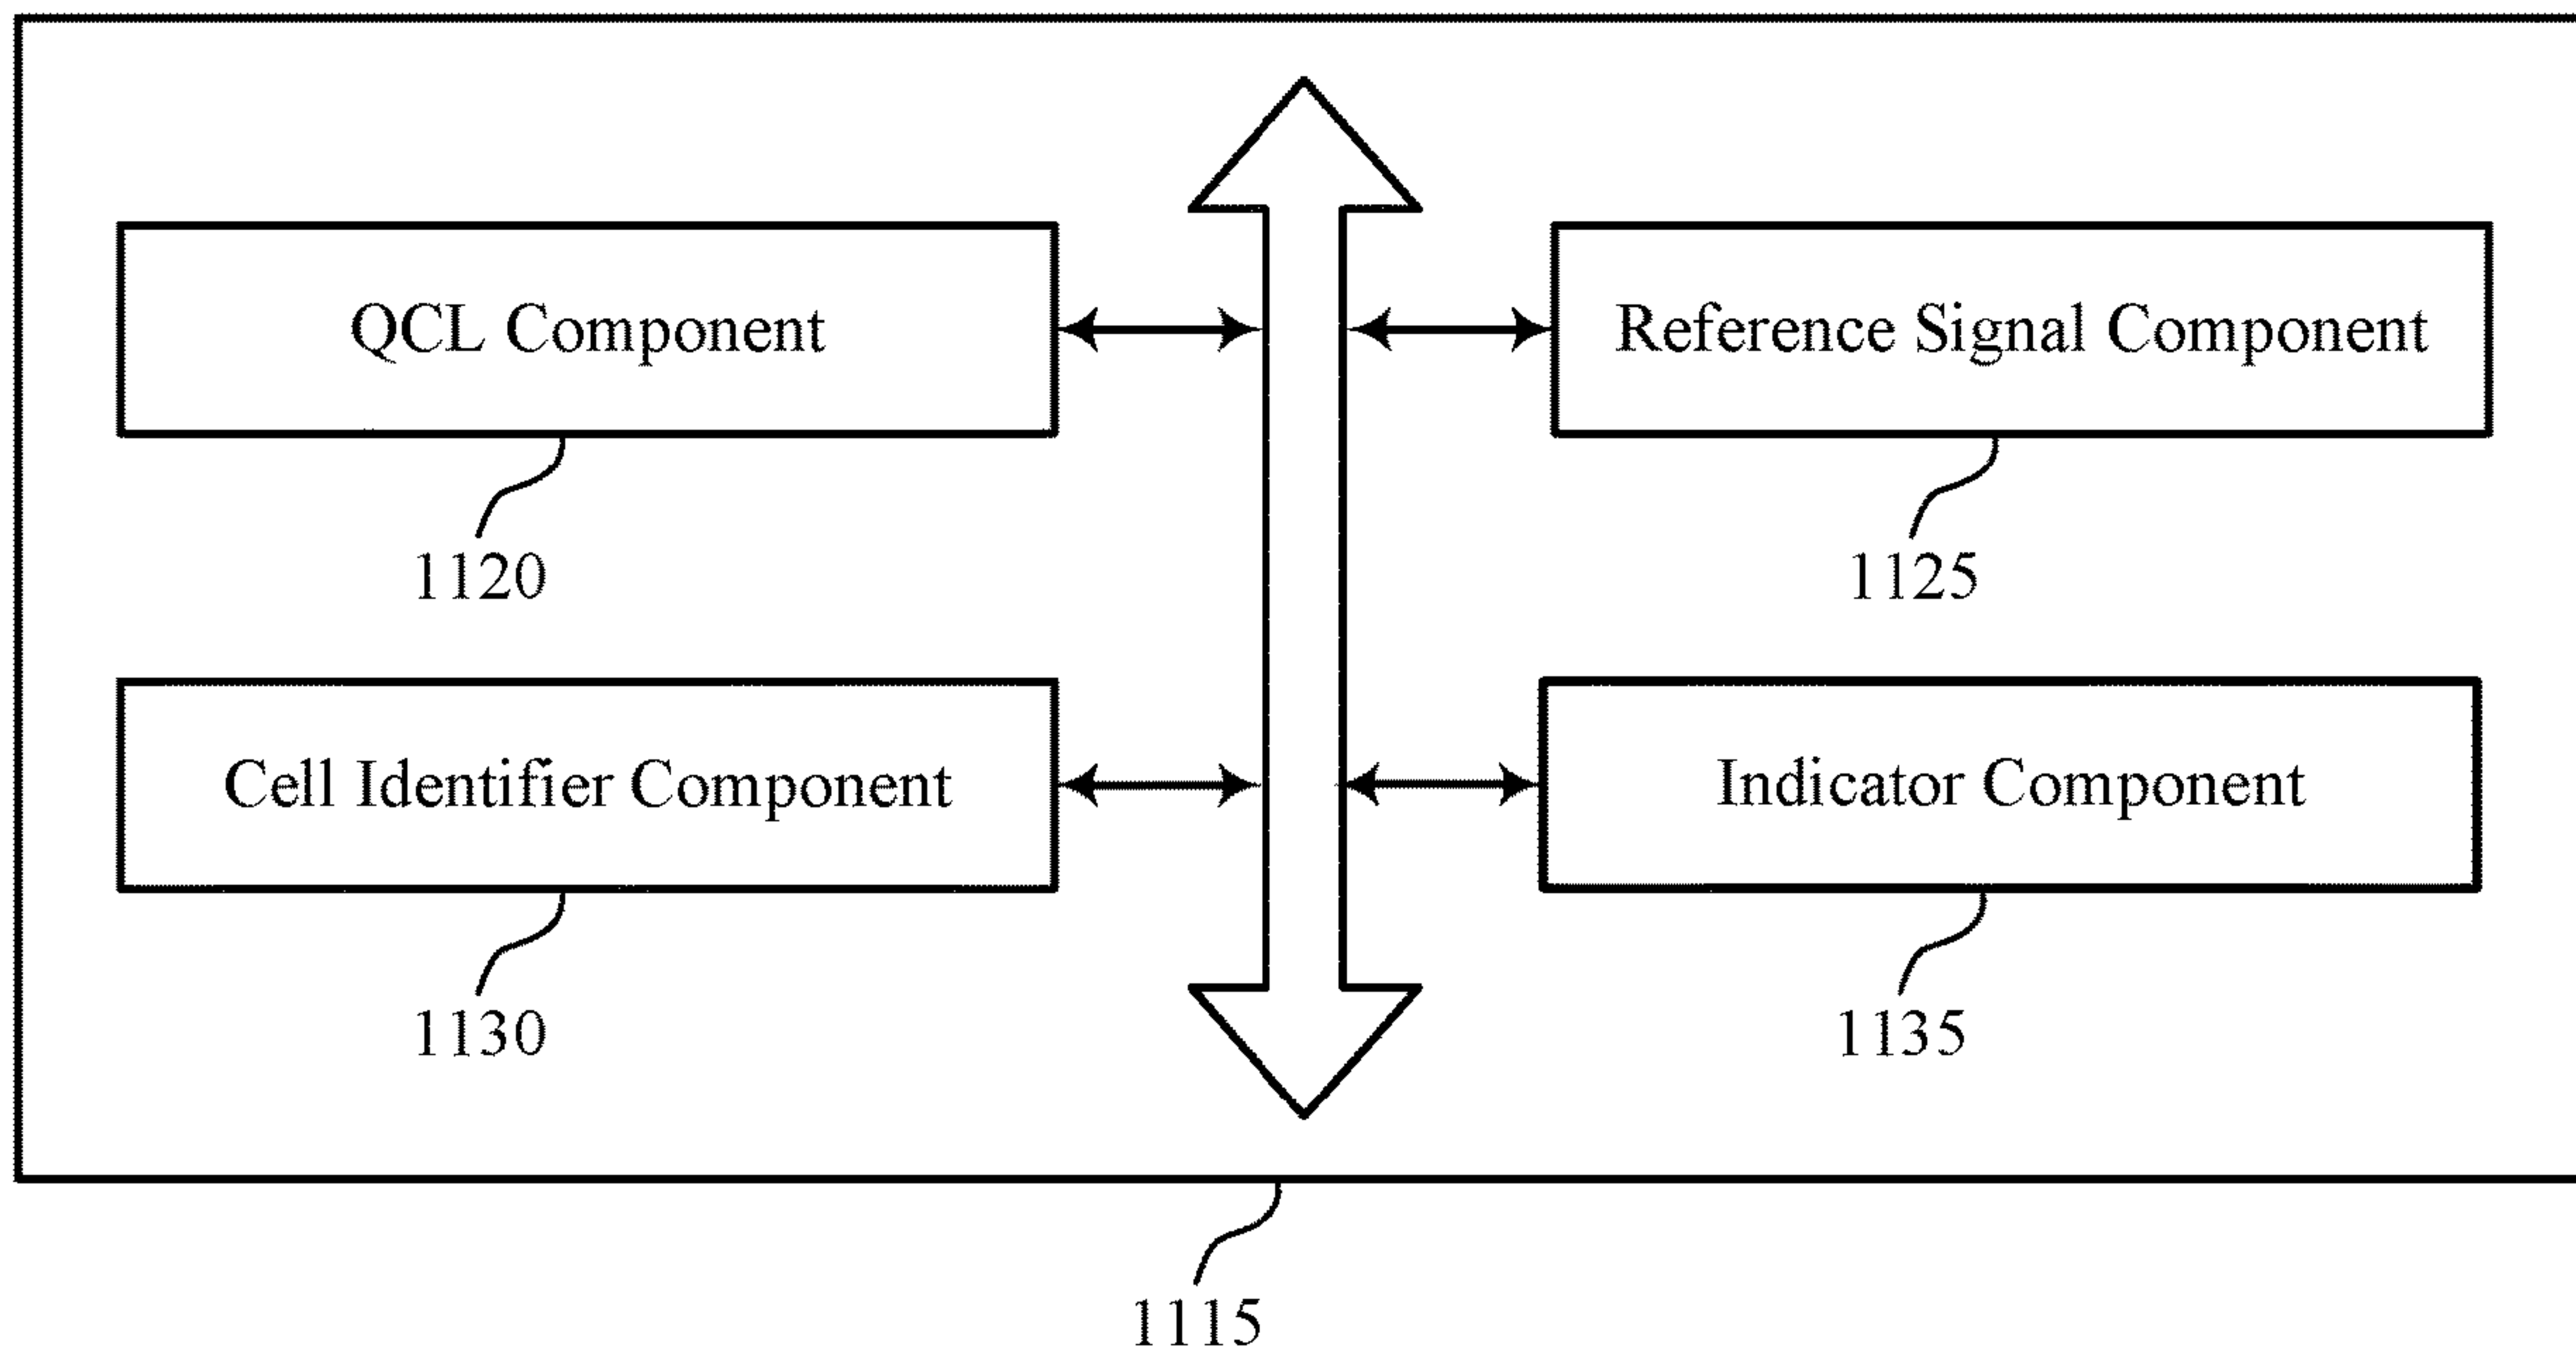 QCL Component
Reference Signal Component
1120
1125
Cell Identifier Component
Indicator Component
1130
1135
1115